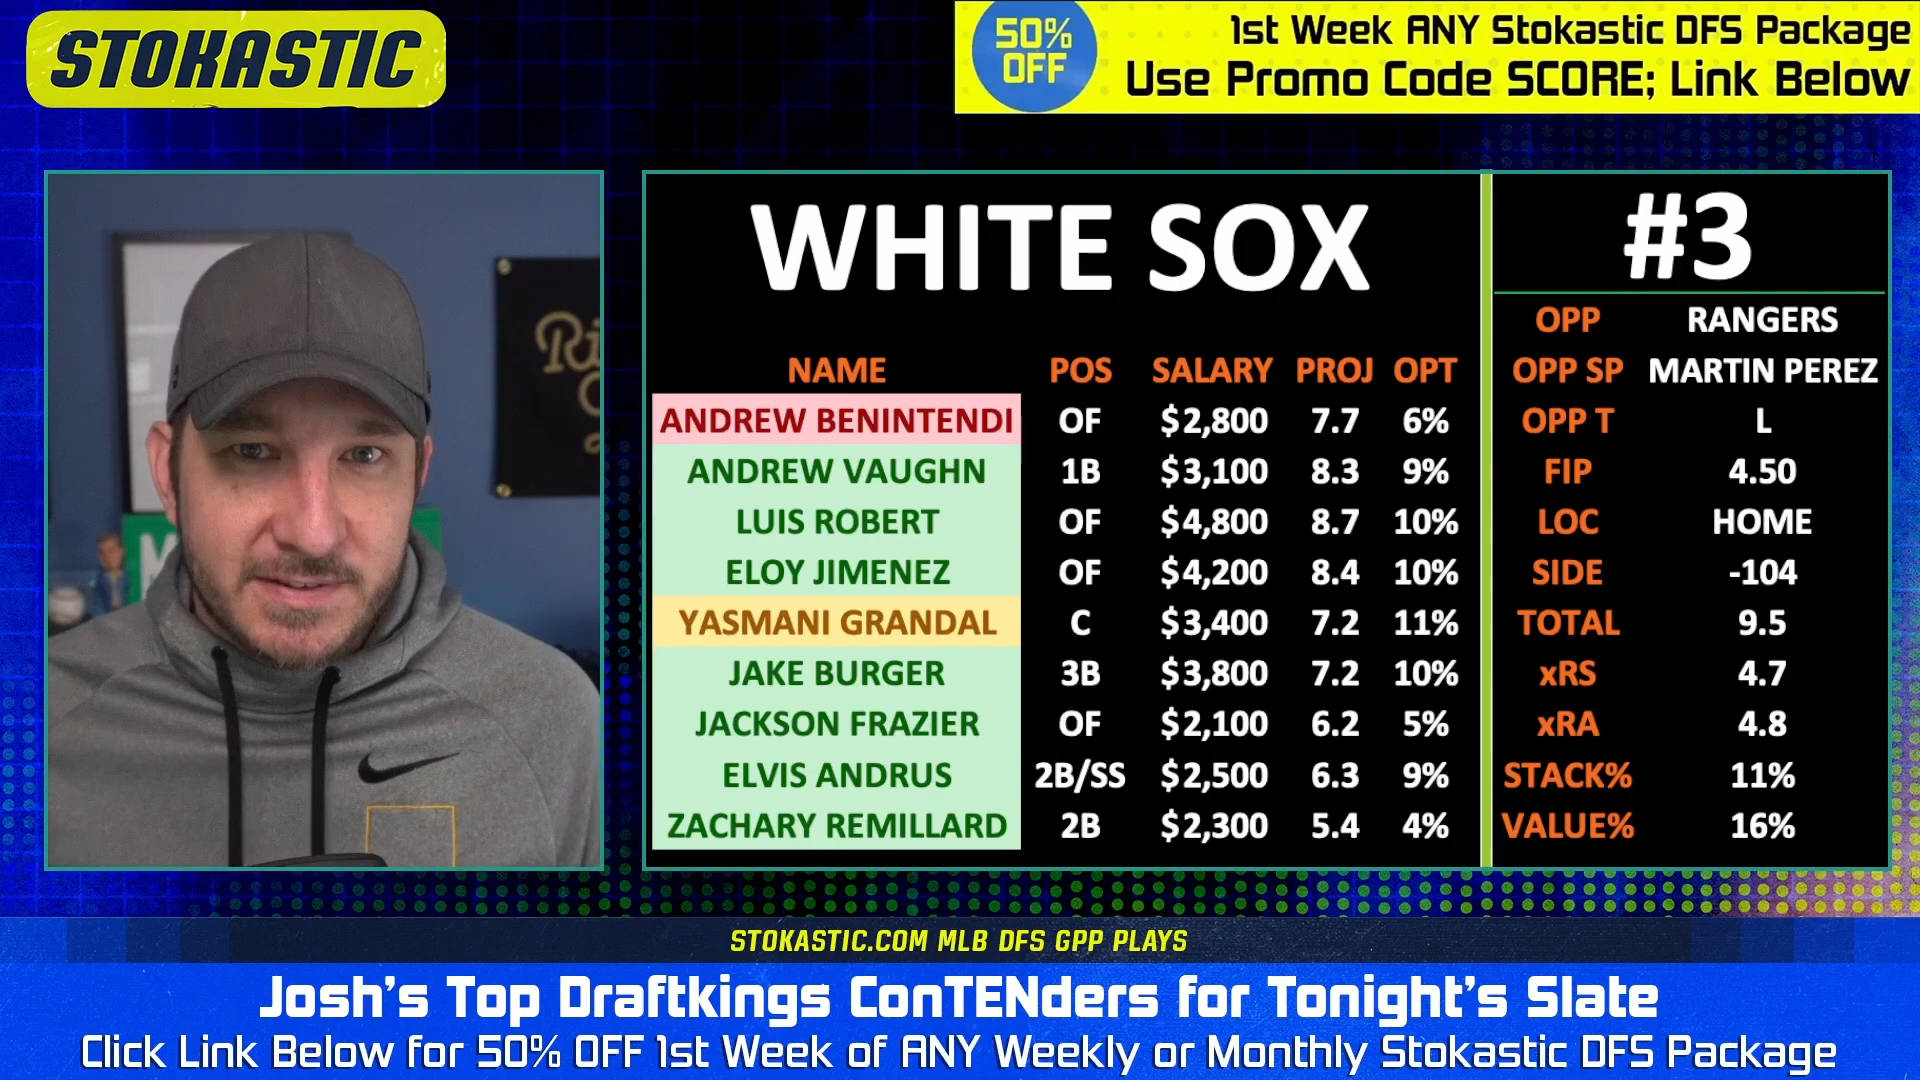 STOKASTIC
50% OFF
1st Week ANY Stokastic DFS Package
Use Promo Code SCORE; Link Below
WHITE SOX
NAME POS SALARY PROJ OPT
ANDREW BENINTENDI OF $2,800 7.7 6%
ANDREW VAUGHN 1B $3,100 8.3 9%
LUIS ROBERT OF $4,800 8.7 10%
ELOY JIMENEZ OF $4,200 8.4 10%
YASMANI GRANDAL C $3,400 7.2 11%
JAKE BURGER 3B $3,800 7.2 10%
JACKSON FRAZIER OF $2,100 6.2 5%
ELVIS ANDRUS 2B/SS $2,500 6.3 9%
ZACHARY REMILLARD 2B $2,300 5.4 4%
#3
OPP RANGERS
OPP SP MARTIN PEREZ
OPP T L
FIP 4.50
LOC HOME
SIDE -104
TOTAL 9.5
xRS 4.7
xRA 4.8
STACK% 11%
VALUE% 16%
STOKASTIC.COM MLB DFS GPP PLAYS
Josh's Top Draftkings ConTENders for Tonight's Slate
Click Link Below for 50% OFF 1st Week of ANY Weekly or Monthly Stokastic DFS Package